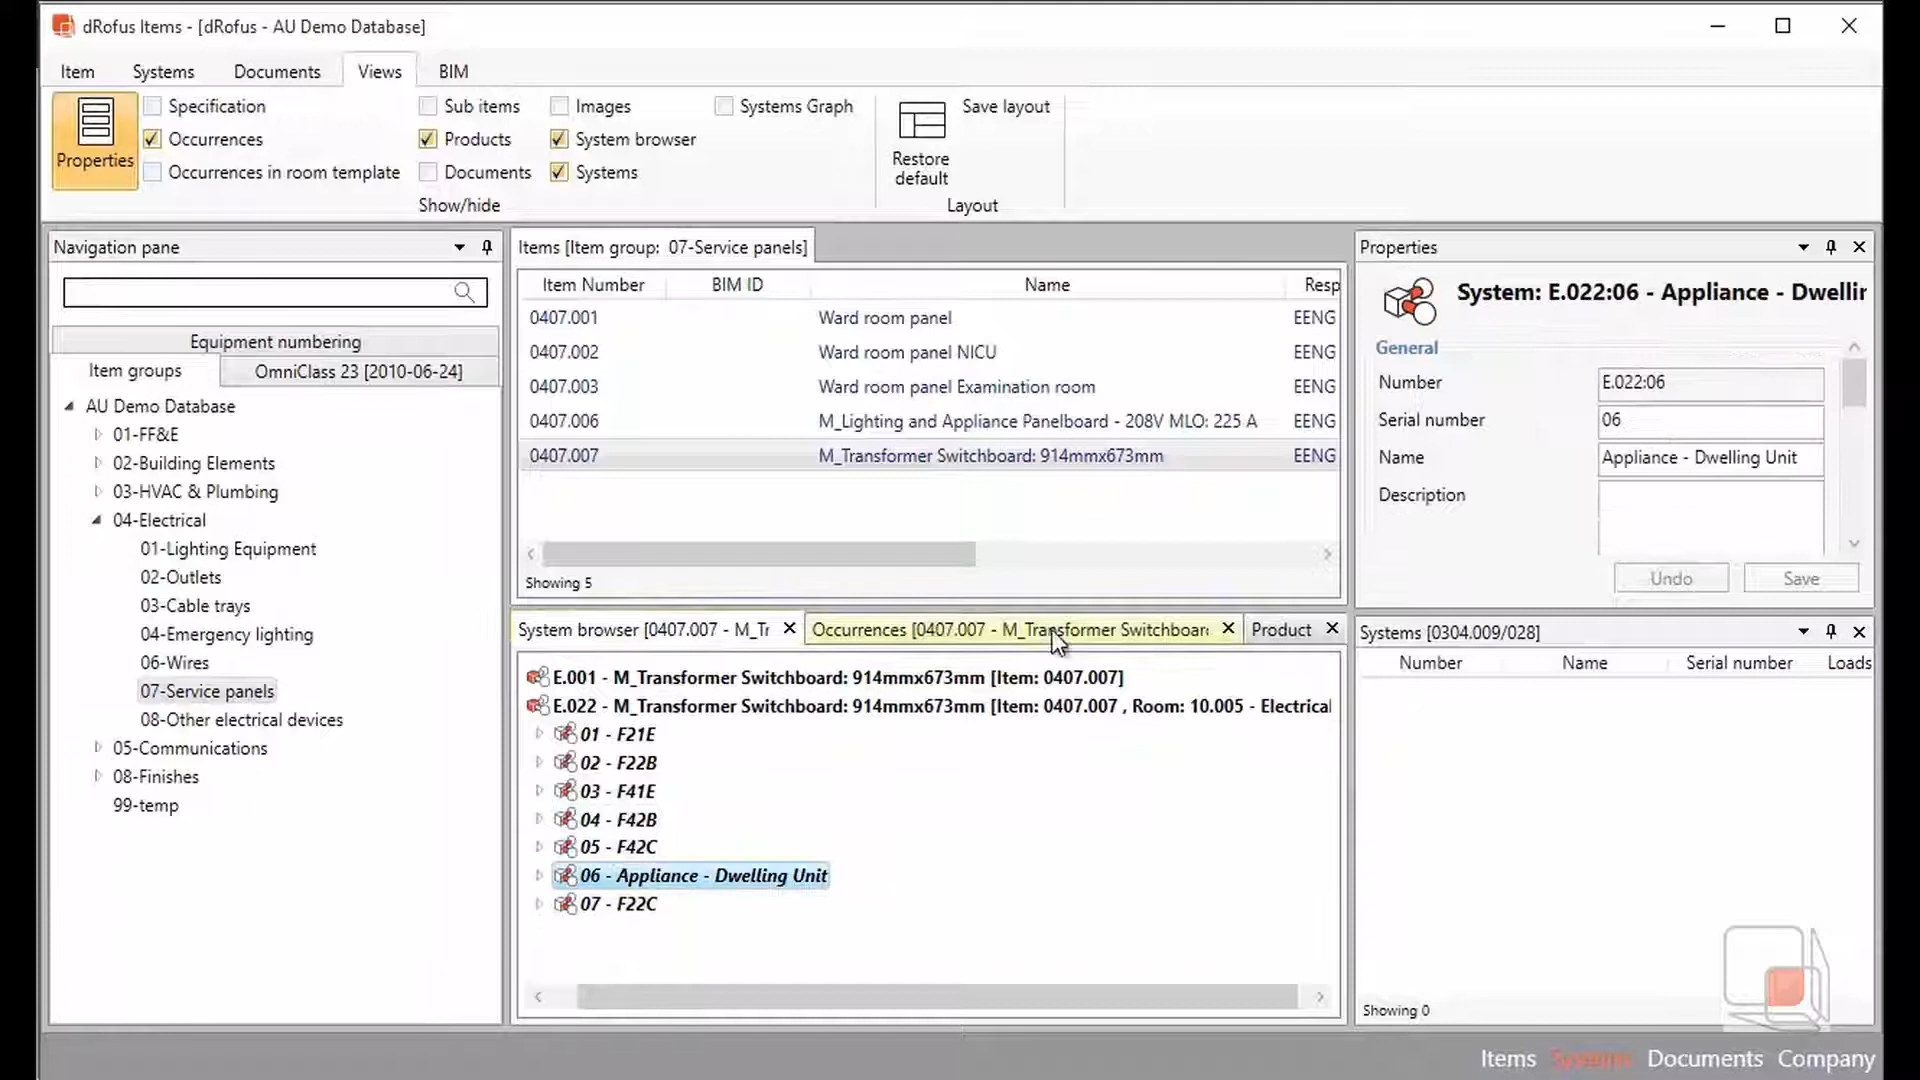 dRofus Items - [dRofus - AU Demo Database]
Item
Systems
Documents
Views
BIM
Properties
Specification
Occurrences
Occurrences in room template
Sub items
Products
Documents
Images
System browser
Systems
Systems Graph
Show/hide
Restore
default
Save layout
Layout
Navigation pane
Equipment numbering
Item groups
OmniClass 23 [2010-06-24]
AU Demo Database
01-FF&E
02-Building Elements
03-HVAC & Plumbing
04-Electrical
01-Lighting Equipment
02-Outlets
03-Cable trays
04-Emergency lighting
06-Wires
07-Service panels
08-Other electrical devices
05-Communications
08-Finishes
99-temp
Items [Item group: 07-Service panels]
Item Number BIM ID Name Resp
0407.001 Ward room panel EENG
0407.002 Ward room panel NICU EENG
0407.003 Ward room panel Examination room EENG
0407.006 M_Lighting and Appliance Panelboard - 208V MLO: 225 A EENG
0407.007 M_Transformer Switchboard: 914mmx673mm EENG
Showing 5
System browser [0407.007 - M_Tr
Occurrences [0407.007 - M_Transformer Switchboar
Product
E.001 - M_Transformer Switchboard: 914mmx673mm [Item: 0407.007]
E.022 - M_Transformer Switchboard: 914mmx673mm [Item: 0407.007 , Room: 10.005 - Electrical
01 - F21E
02 - F22B
03 - F41E
04 - F42B
05 - F42C
06 - Appliance - Dwelling Unit
07 - F22C
Properties
System: E.022:06 - Appliance - Dwellin
General
Number E.022:06
Serial number 06
Name Appliance - Dwelling Unit
Description
Undo
Save
Systems [0304.009/028]
Number Name Serial number Loads
Showing 0
Items Systems Documents Company